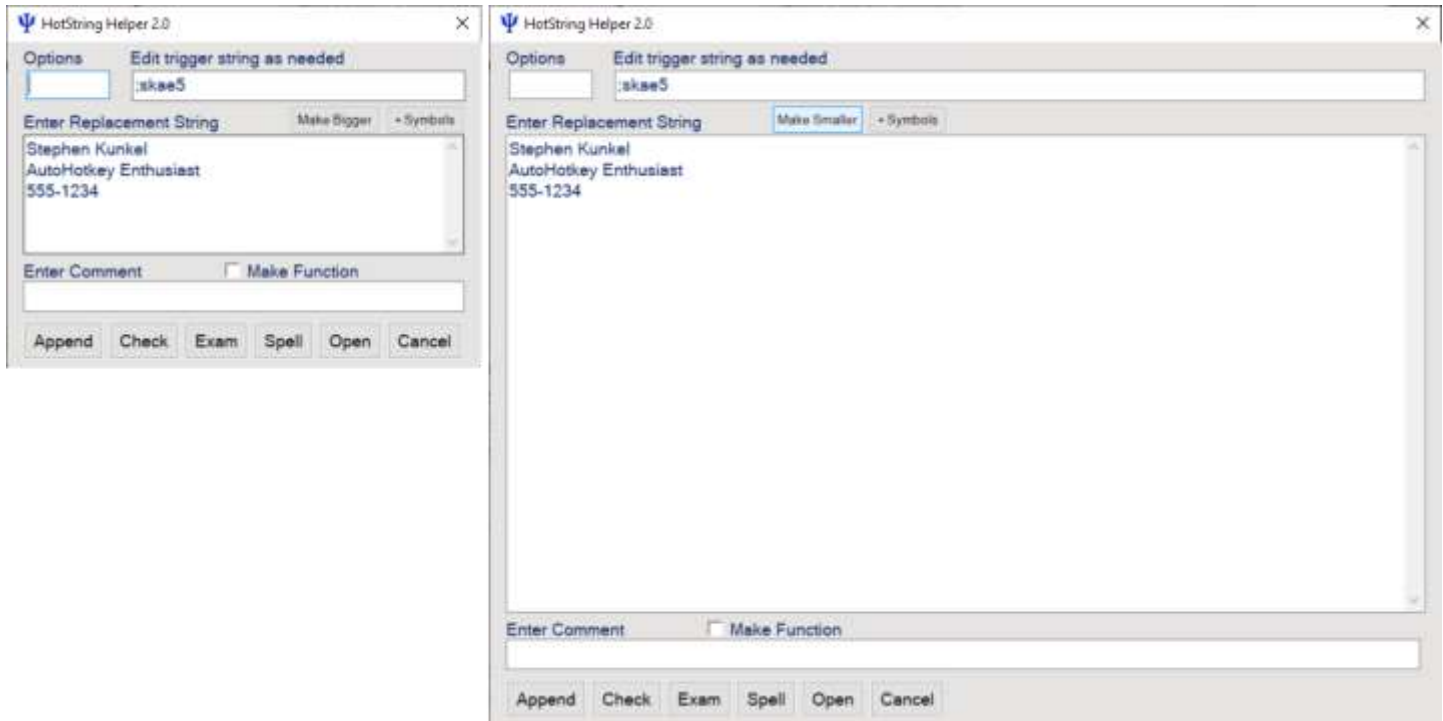 HotString Helper 2.0
Options Edit trigger string as needed
;skae5
Enter Replacement String Make Bigger + Symbols
Stephen Kunkel
AutoHotkey Enthusiast
555-1234
Enter Comment Make Function
Append Check Exam Spell Open Cancel
HotString Helper 2.0
Options Edit trigger string as needed
;skae5
Enter Replacement String Make Smaller + Symbols
Stephen Kunkel
AutoHotkey Enthusiast
555-1234
Enter Comment Make Function
Append Check Exam Spell Open Cancel